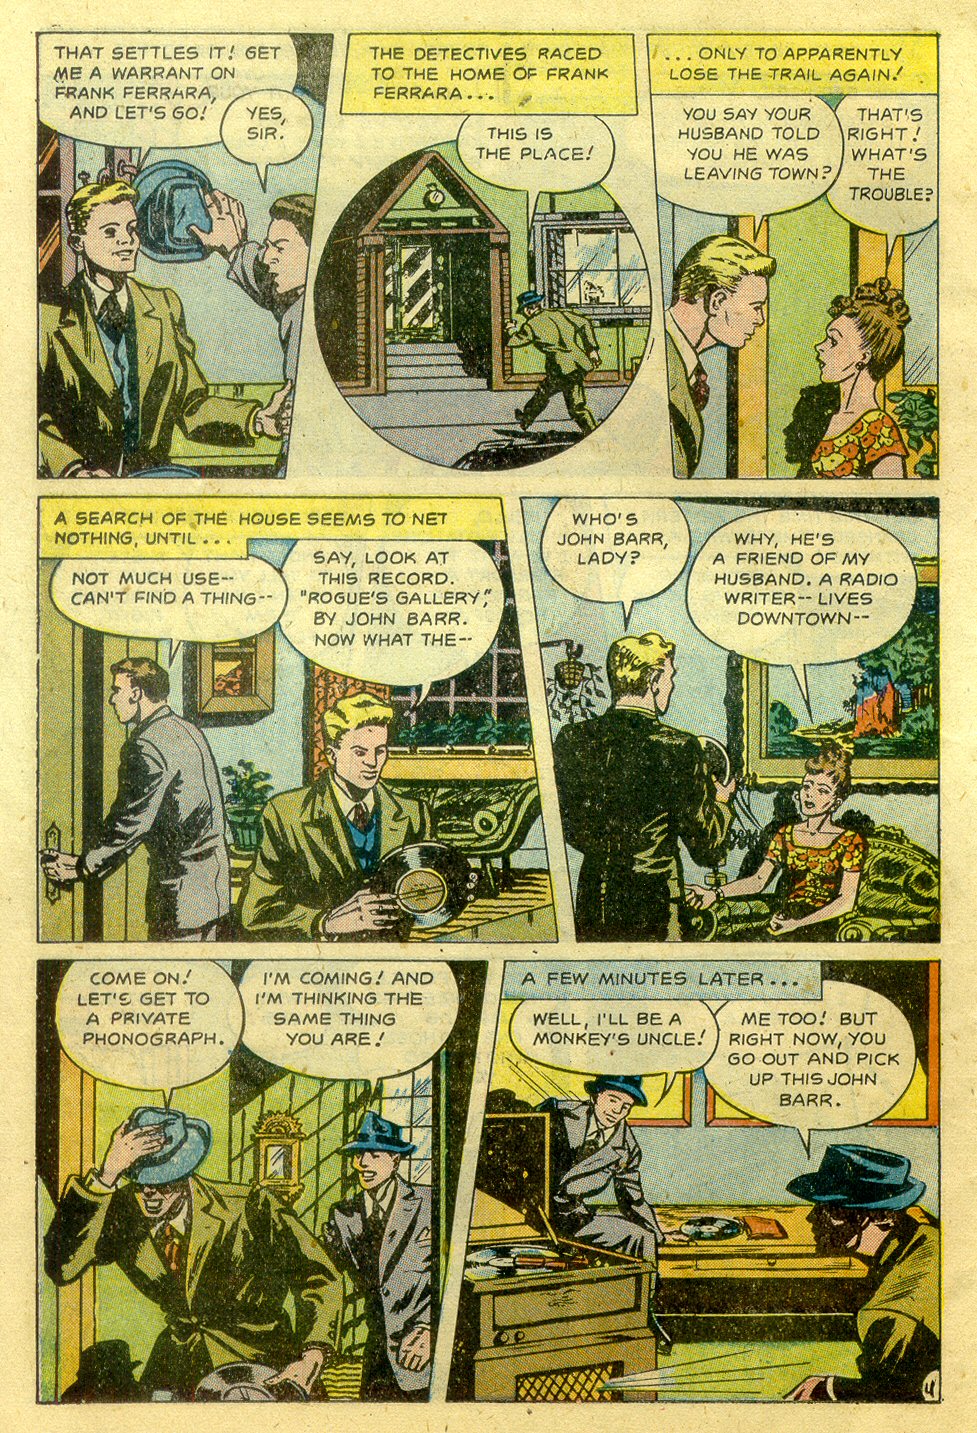 THAT SETTLES IT! GET
ME A WARRANT ON
FRANK FERRARA,
AND LET'S GO!
YES,
SIR.
THE DETECTIVES RACED
TO THE HOME OF FRANK
FERRARA...
THIS IS
THE PLACE!
...ONLY TO APPARENTLY
LOSE THE TRAIL AGAIN!
YOU SAY YOUR
HUSBAND TOLD
YOU HE WAS
LEAVING TOWN?
THAT'S
RIGHT!
WHAT'S
THE
TROUBLE?
A SEARCH OF THE HOUSE SEEMS TO NET
NOTHING, UNTIL...
NOT MUCH USE--
CAN'T FIND A THING--
SAY, LOOK AT
THIS RECORD.
"ROGUE'S GALLERY,"
BY JOHN BARR.
NOW WHAT THE--
WHO'S
JOHN BARR,
LADY?
WHY, HE'S
A FRIEND OF MY
HUSBAND. A RADIO
WRITER-- LIVES
DOWNTOWN--
COME ON!
LET'S GET TO
A PRIVATE
PHONOGRAPH.
I'M COMING! AND
I'M THINKING THE
SAME THING
YOU ARE!
A FEW MINUTES LATER...
WELL, I'LL BE A
MONKEY'S UNCLE!
ME TOO! BUT
RIGHT NOW, YOU
GO OUT AND PICK
UP THIS JOHN
BARR.
4